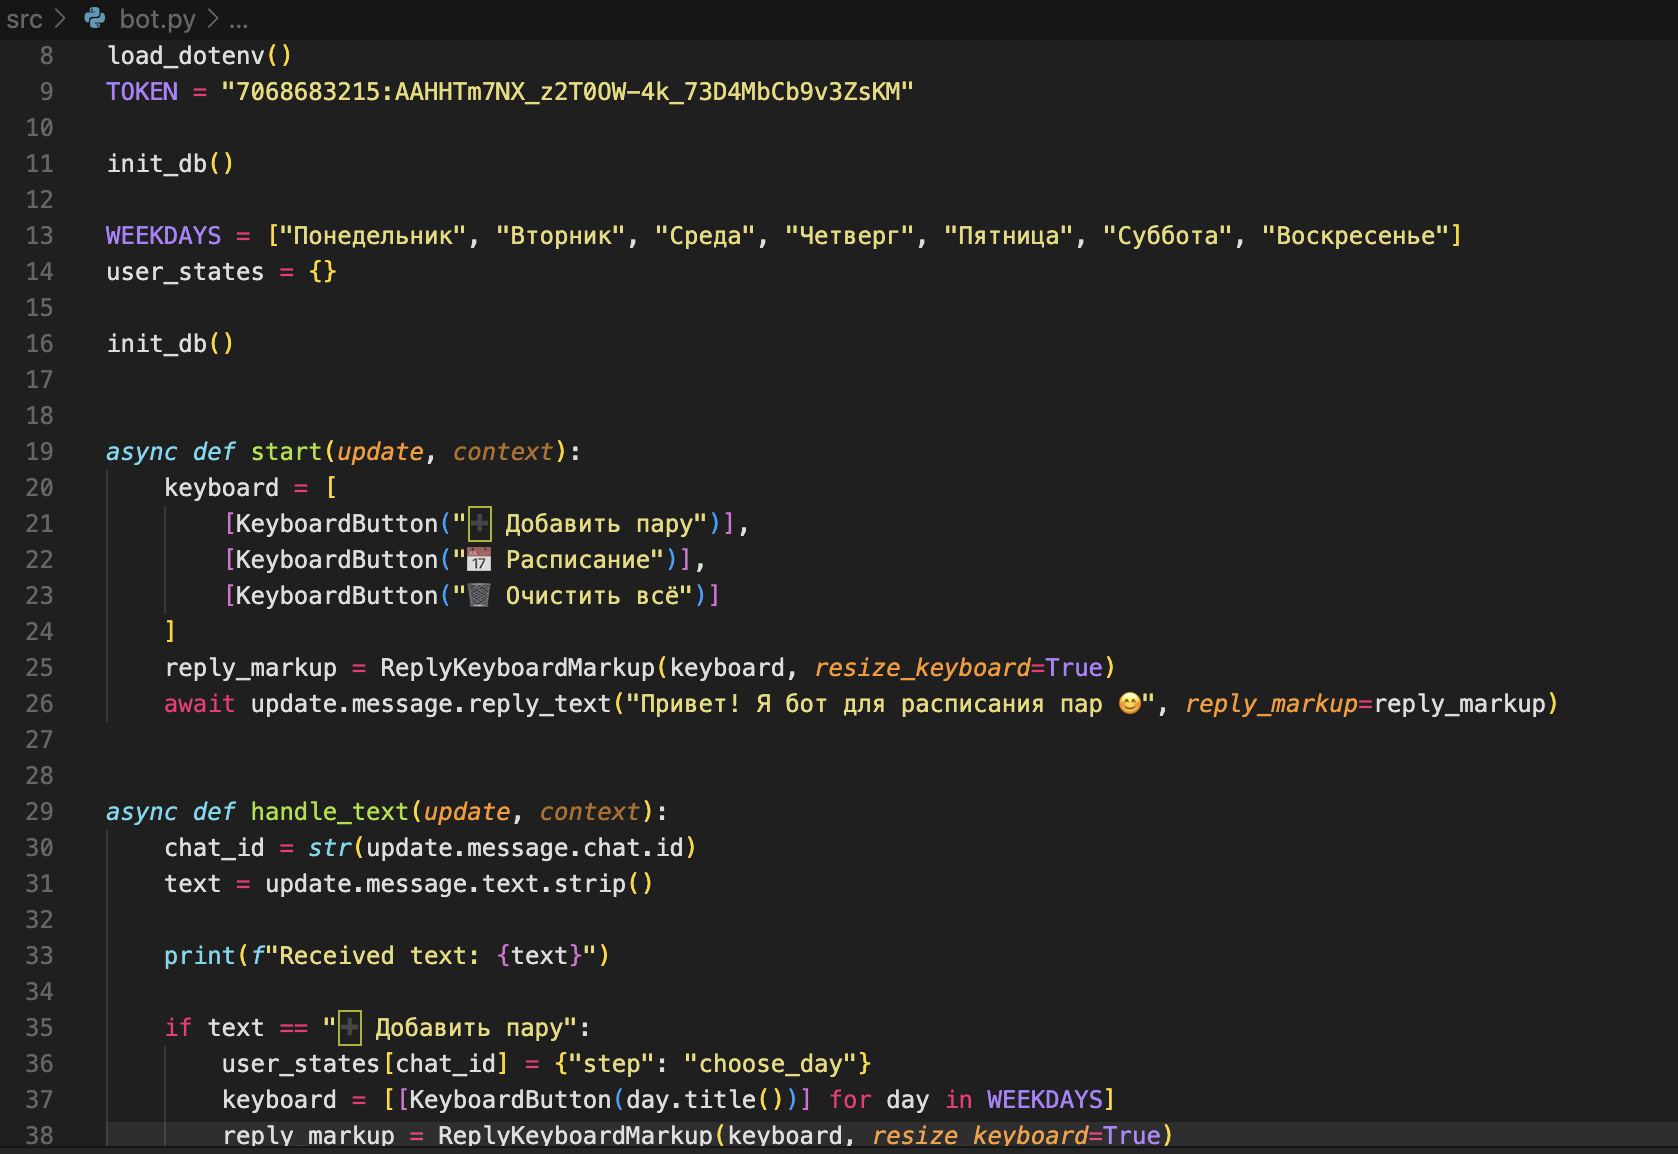 src > bot.py > ...
8 load_dotenv()
9 TOKEN = "7068683215:AAHHTm7NX_z2T0OW-4k_73D4MbCb9v3ZsKM"
10
11 init_db()
12
13 WEEKDAYS = ["Понедельник", "Вторник", "Среда", "Четверг", "Пятница", "Суббота", "Воскресенье"]
14 user_states = {}
15
16 init_db()
17
18
19 async def start(update, context):
20     keyboard = [
21         [KeyboardButton("➕ Добавить пару")],
22         [KeyboardButton("📅 Расписание")],
23         [KeyboardButton("🗑️ Очистить всё")]
24     ]
25     reply_markup = ReplyKeyboardMarkup(keyboard, resize_keyboard=True)
26     await update.message.reply_text("Привет! Я бот для расписания пар 😊", reply_markup=reply_markup)
27
28
29 async def handle_text(update, context):
30     chat_id = str(update.message.chat.id)
31     text = update.message.text.strip()
32
33     print(f"Received text: {text}")
34
35     if text == "➕ Добавить пару":
36         user_states[chat_id] = {"step": "choose_day"}
37         keyboard = [[KeyboardButton(day.title())] for day in WEEKDAYS]
38         reply_markup = ReplyKeyboardMarkup(keyboard, resize_keyboard=True)